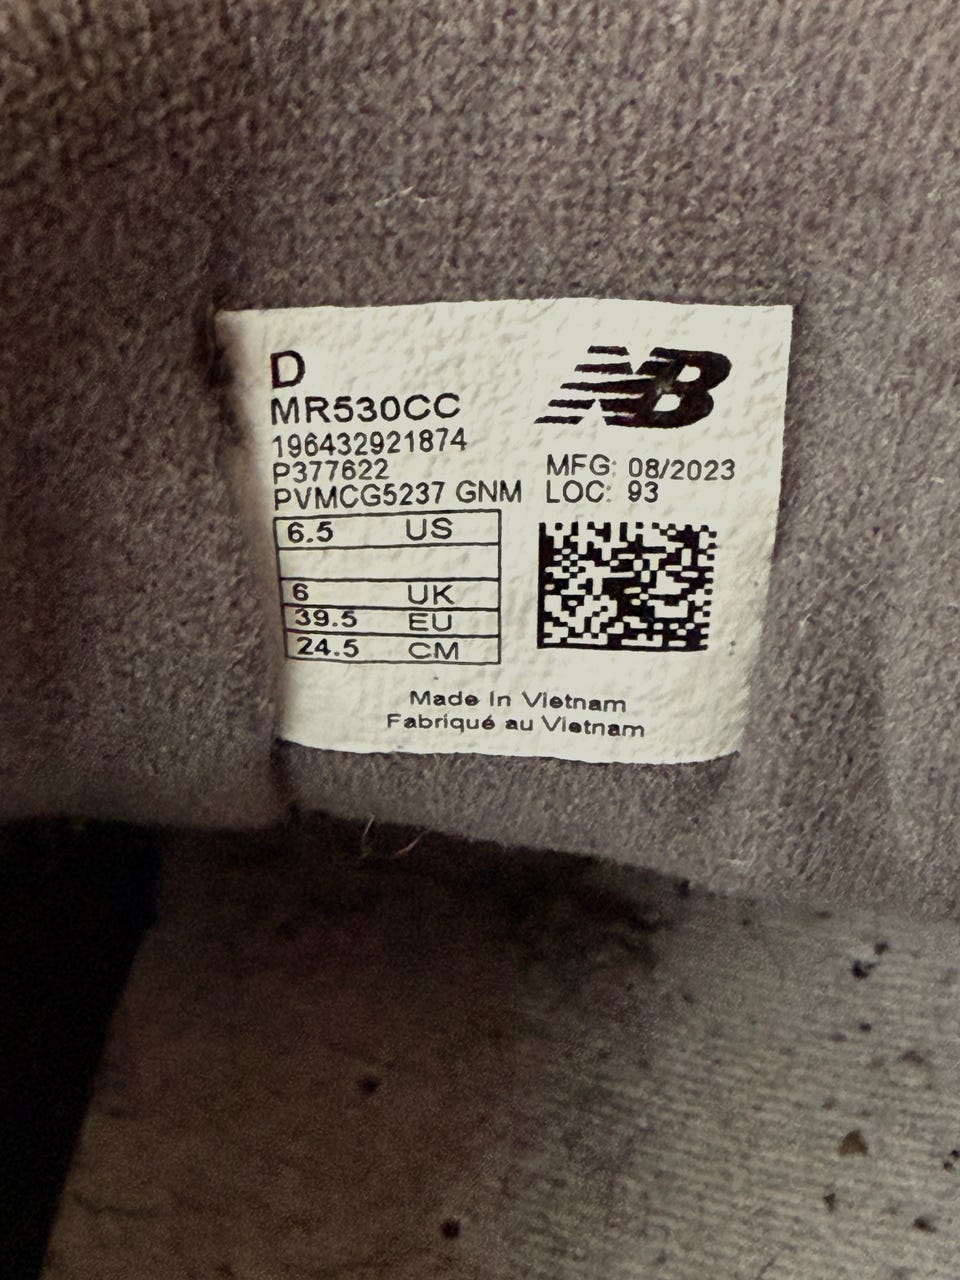 D
NB
MR530CC
196432921874
P377622
PVMCG5237 GNM
MFG: 08/2023
LOC: 93
6.5 US
6 UK
39.5 EU
24.5 CM
Made In Vietnam
Fabriqué au Vietnam